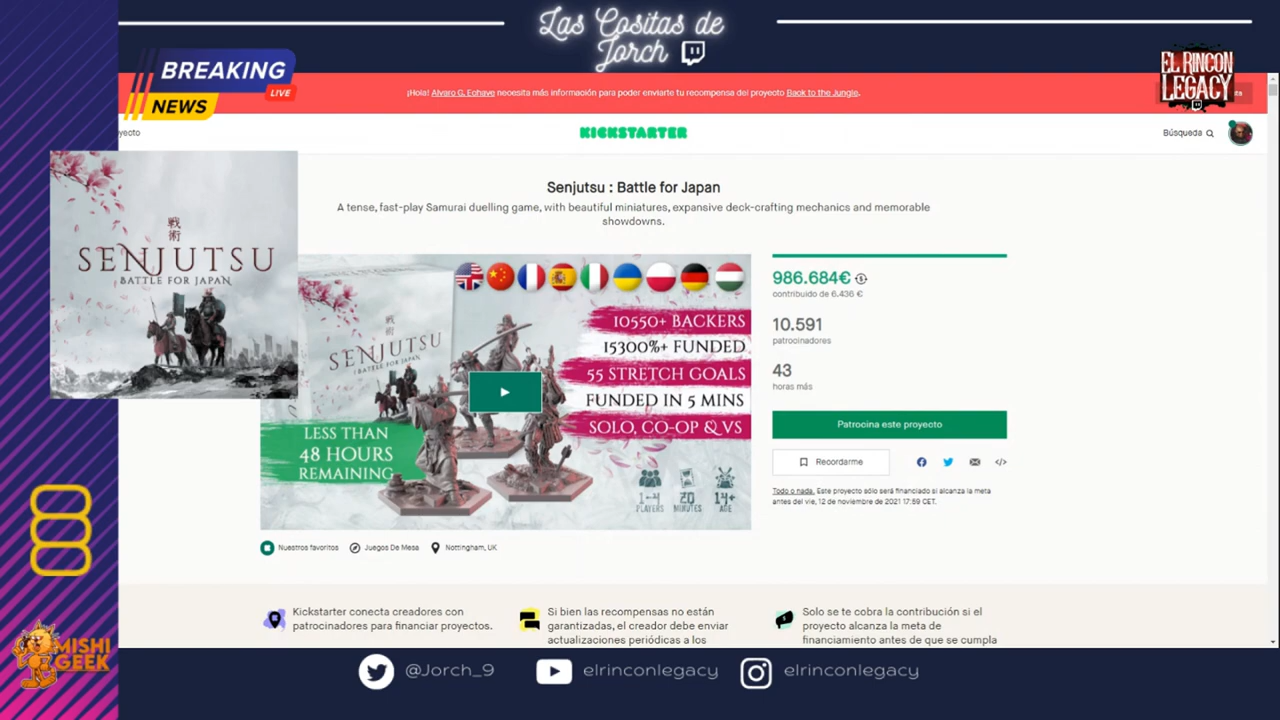 Las Cositas de
Jorch
BREAKING
LIVE
NEWS
EL RINCON
LEGACY
¡Hola! Alvaro G. Echave necesita más información para poder enviarte tu recompensa del proyecto Back to the Jungle.
yecto
KICKSTARTER
Búsqueda
Senjutsu : Battle for Japan
A tense, fast-play Samurai duelling game, with beautiful miniatures, expansive deck-crafting mechanics and memorable
showdowns.
戦
術
SENJUTSU
BATTLE FOR JAPAN
戦
術
SENJUTSU
BATTLE FOR JAPAN
10550+ BACKERS
15300%+ FUNDED
55 STRETCH GOALS
FUNDED IN 5 MINS
SOLO, CO-OP & VS
LESS THAN
48 HOURS
REMAINING
1-4
PLAYERS
20
MINUTES
14+
AGE
986.684€
contribuido de 6.436 €
10.591
patrocinadores
43
horas más
Patrocina este proyecto
Recordarme
Todo o nada. Este proyecto sólo será financiado si alcanza la meta
antes del vie, 12 de noviembre de 2021 17:59 CET.
Nuestros favoritos
Juegos De Mesa
Nottingham, UK
Kickstarter conecta creadores con
patrocinadores para financiar proyectos.
Si bien las recompensas no están
garantizadas, el creador debe enviar
actualizaciones periódicas a los
Solo se te cobra la contribución si el
proyecto alcanza la meta de
financiamiento antes de que se cumpla
MISHI
GEEK
@Jorch_9
elrinconlegacy
elrinconlegacy